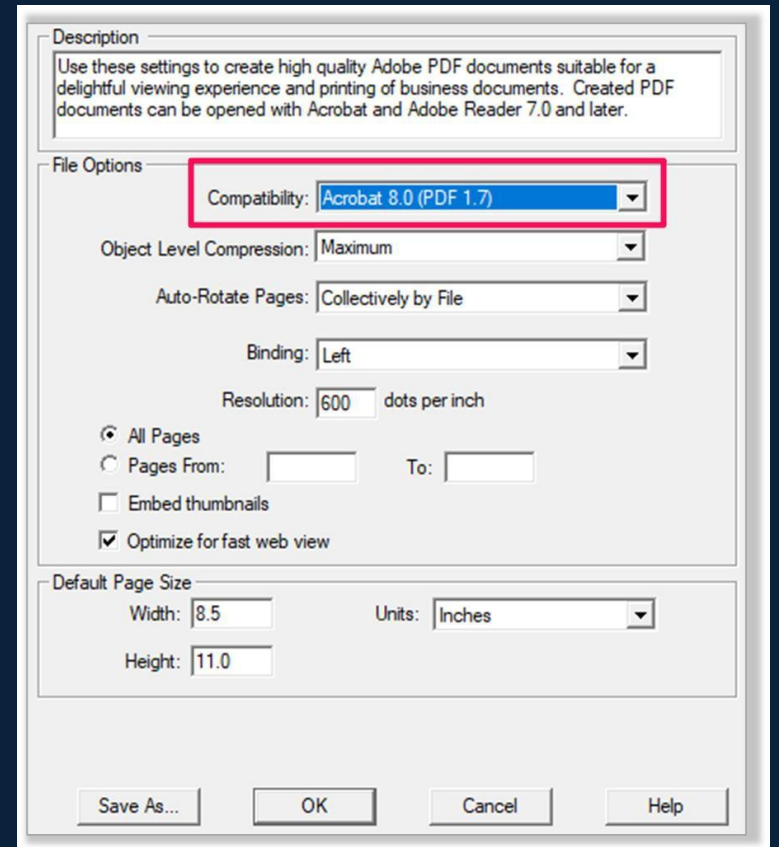 Description
Use these settings to create high quality Adobe PDF documents suitable for a
delightful viewing experience and printing of business documents.  Created PDF
documents can be opened with Acrobat and Adobe Reader 7.0 and later.
File Options
Compatibility: Acrobat 8.0 (PDF 1.7)
Object Level Compression: Maximum
Auto-Rotate Pages: Collectively by File
Binding: Left
Resolution: 600 dots per inch
All Pages
Pages From: To:
Embed thumbnails
Optimize for fast web view
Default Page Size
Width: 8.5 Units: Inches
Height: 11.0
Save As... OK Cancel Help